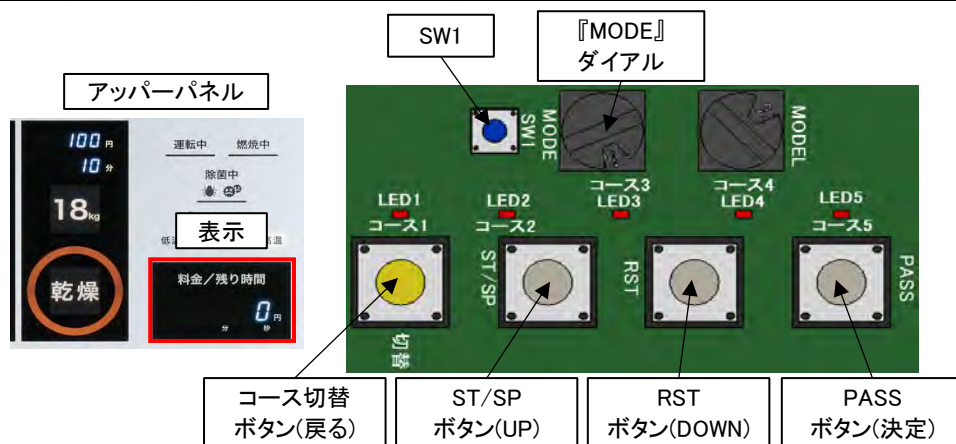 SW1
『MODE』
ダイアル
アッパーパネル
100 円
10 分
18kg
乾燥
運転中 燃焼中
除菌中
表示
高温
料金/残り時間
0 円
分 秒
SW1
MODE
MODEL
コース3
コース4
LED1
LED2
LED3
LED4
LED5
コース1
コース2
コース5
ST/SP
RST
PASS
切替
コース切替
ボタン(戻る)
ST/SP
ボタン(UP)
RST
ボタン(DOWN)
PASS
ボタン(決定)